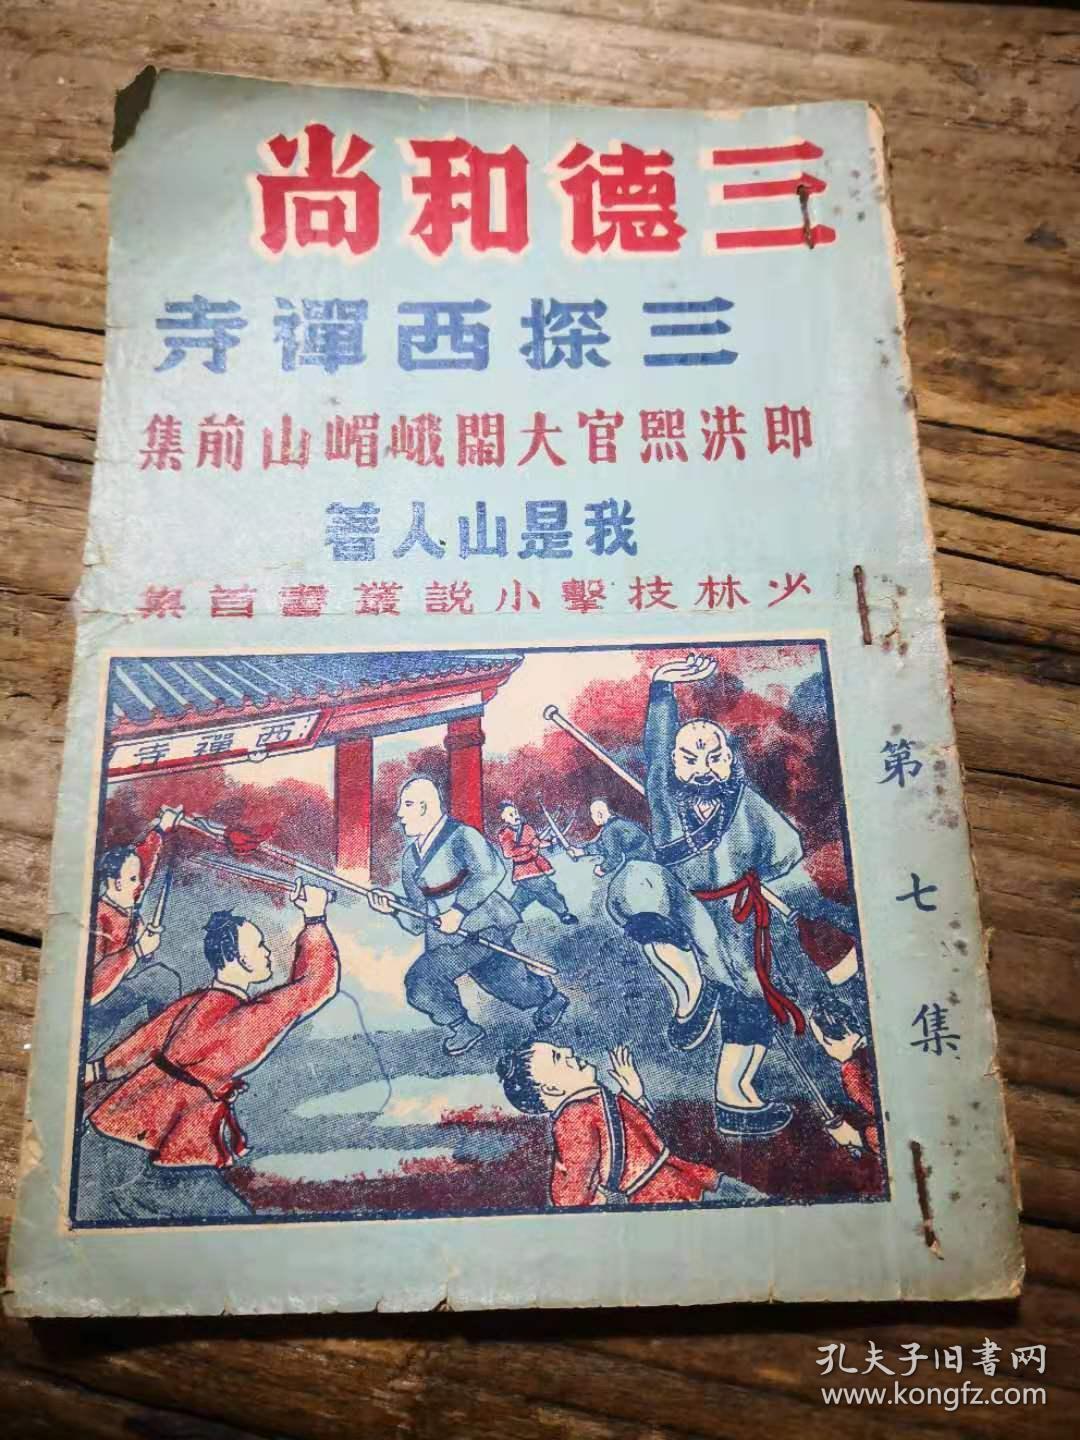 三德和尚
三探西禪寺
即洪熙官大鬧峨嵋山前集
我是山人著
少林技擊小說叢書首集
西禪寺
第七集
孔夫子旧書网
www.kongfz.com